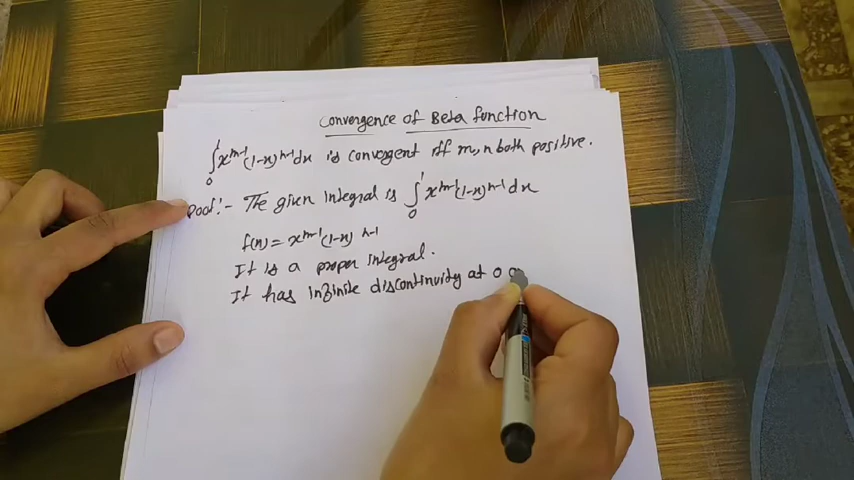 Convergence of Beta function
∫₀¹ x^(m-1) (1-x)^(n-1) dx is convergent iff m,n both positive.
Proof:- The given integral is ∫₀¹ x^(m-1) (1-x)^(n-1) dx
f(x) = x^(m-1) (1-x)^(n-1)
It is a proper integral.
It has infinite discontinuity at 0